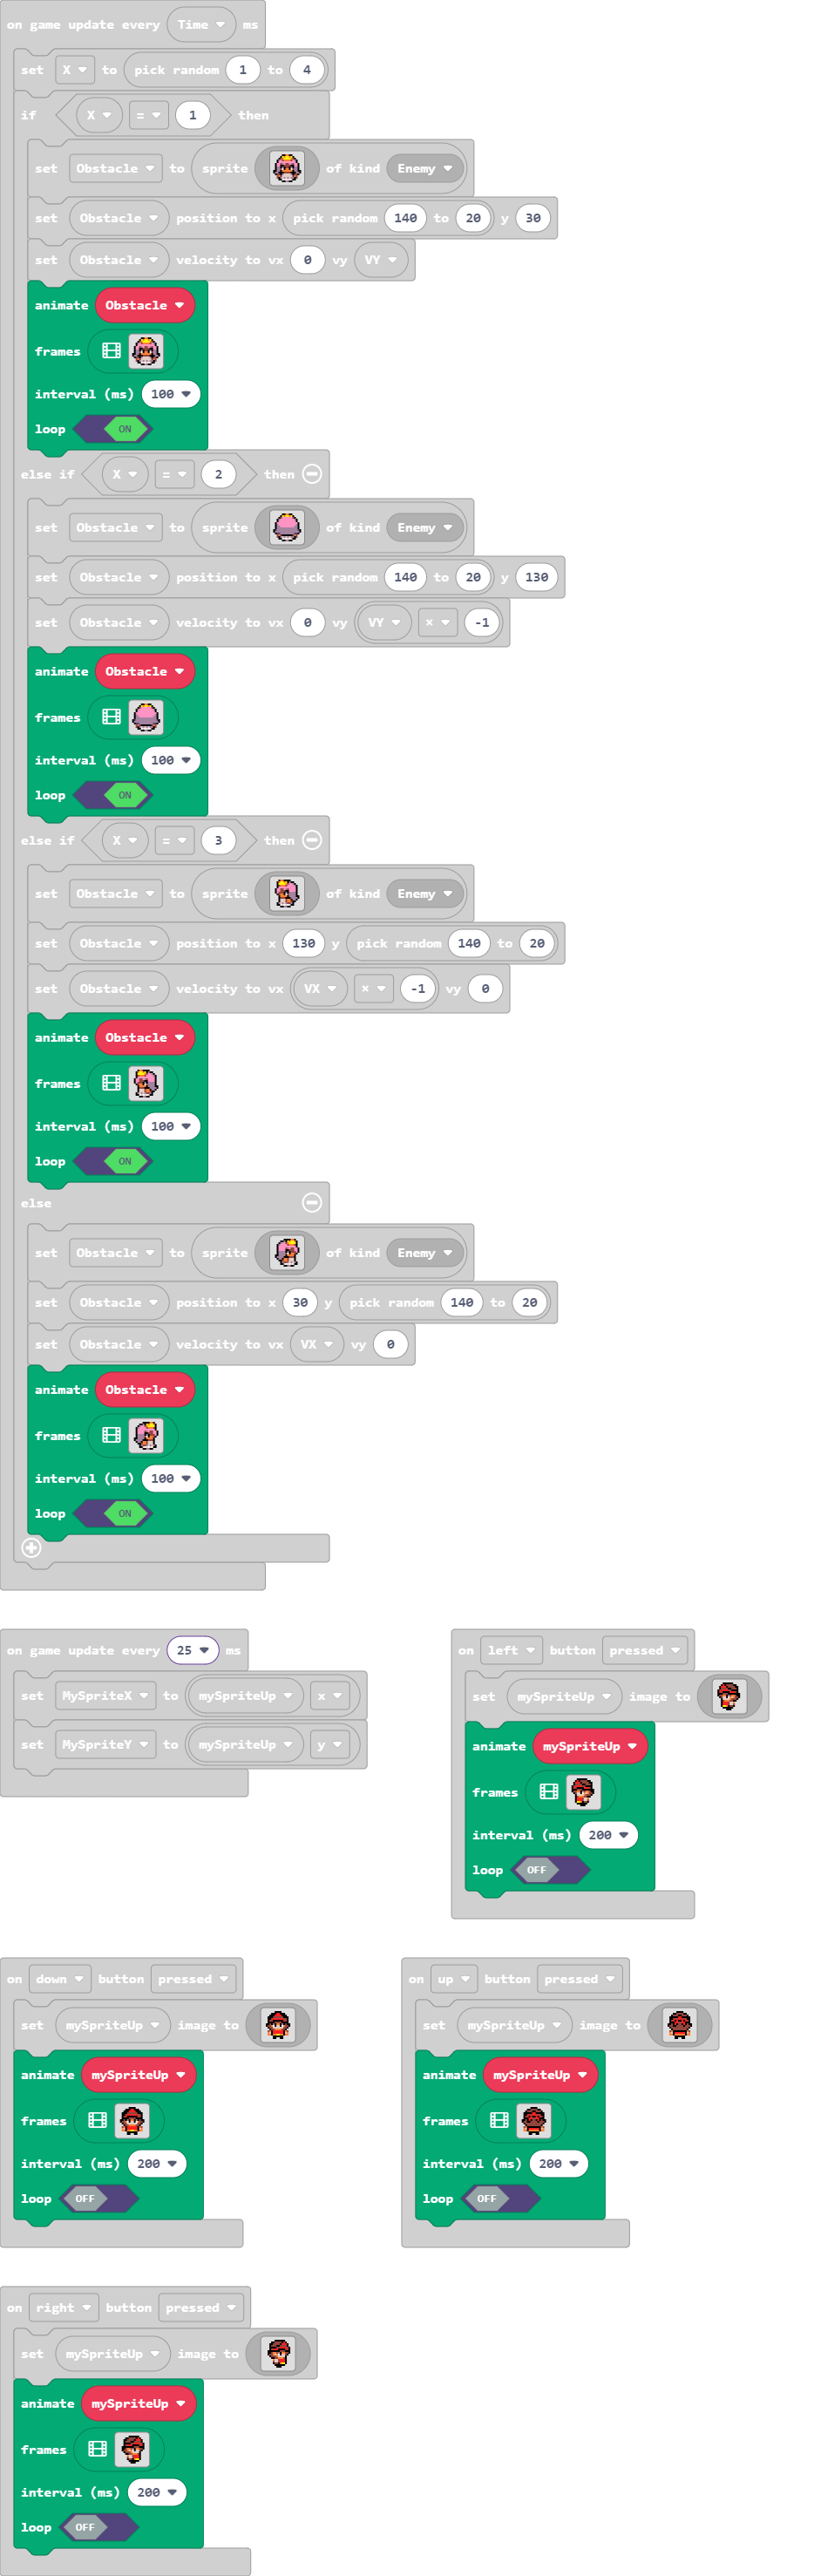 on game update every Time ms
set X to pick random 1 to 4
if X = 1 then
set Obstacle to sprite of kind Enemy
set Obstacle position to x pick random 140 to 20 y 30
set Obstacle velocity to vx 0 vy VY
animate Obstacle
frames
interval (ms) 100
loop ON
else if X = 2 then
set Obstacle to sprite of kind Enemy
set Obstacle position to x pick random 140 to 20 y 130
set Obstacle velocity to vx 0 vy VY × -1
animate Obstacle
frames
interval (ms) 100
loop ON
else if X = 3 then
set Obstacle to sprite of kind Enemy
set Obstacle position to x 130 y pick random 140 to 20
set Obstacle velocity to vx VX × -1 vy 0
animate Obstacle
frames
interval (ms) 100
loop ON
else
set Obstacle to sprite of kind Enemy
set Obstacle position to x 30 y pick random 140 to 20
set Obstacle velocity to vx VX vy 0
animate Obstacle
frames
interval (ms) 100
loop ON
on game update every 25 ms
set MySpriteX to mySpriteUp x
set MySpriteY to mySpriteUp y
on left button pressed
set mySpriteUp image to
animate mySpriteUp
frames
interval (ms) 200
loop OFF
on down button pressed
set mySpriteUp image to
animate mySpriteUp
frames
interval (ms) 200
loop OFF
on up button pressed
set mySpriteUp image to
animate mySpriteUp
frames
interval (ms) 200
loop OFF
on right button pressed
set mySpriteUp image to
animate mySpriteUp
frames
interval (ms) 200
loop OFF